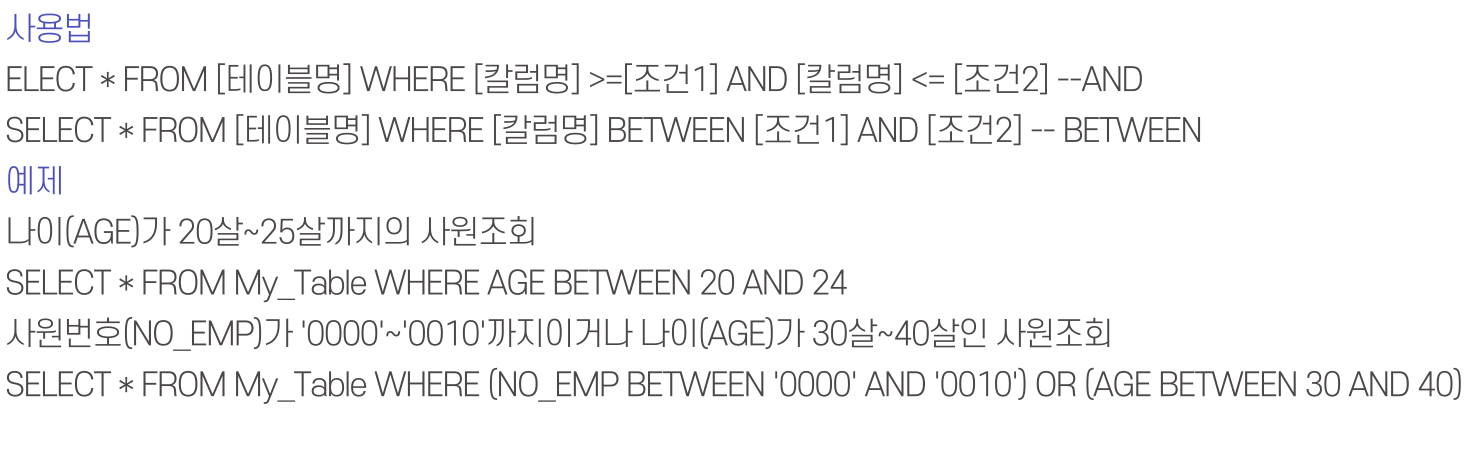 사용법
ELECT * FROM [테이블명] WHERE [칼럼명] >=[조건1] AND [칼럼명] <= [조건2] --AND
SELECT * FROM [테이블명] WHERE [칼럼명] BETWEEN [조건1] AND [조건2] -- BETWEEN
예제
나이(AGE)가 20살~25살까지의 사원조회
SELECT * FROM My_Table WHERE AGE BETWEEN 20 AND 24
사원번호(NO_EMP)가 '0000'~'0010'까지이거나 나이(AGE)가 30살~40살인 사원조회
SELECT * FROM My_Table WHERE (NO_EMP BETWEEN '0000' AND '0010') OR (AGE BETWEEN 30 AND 40)